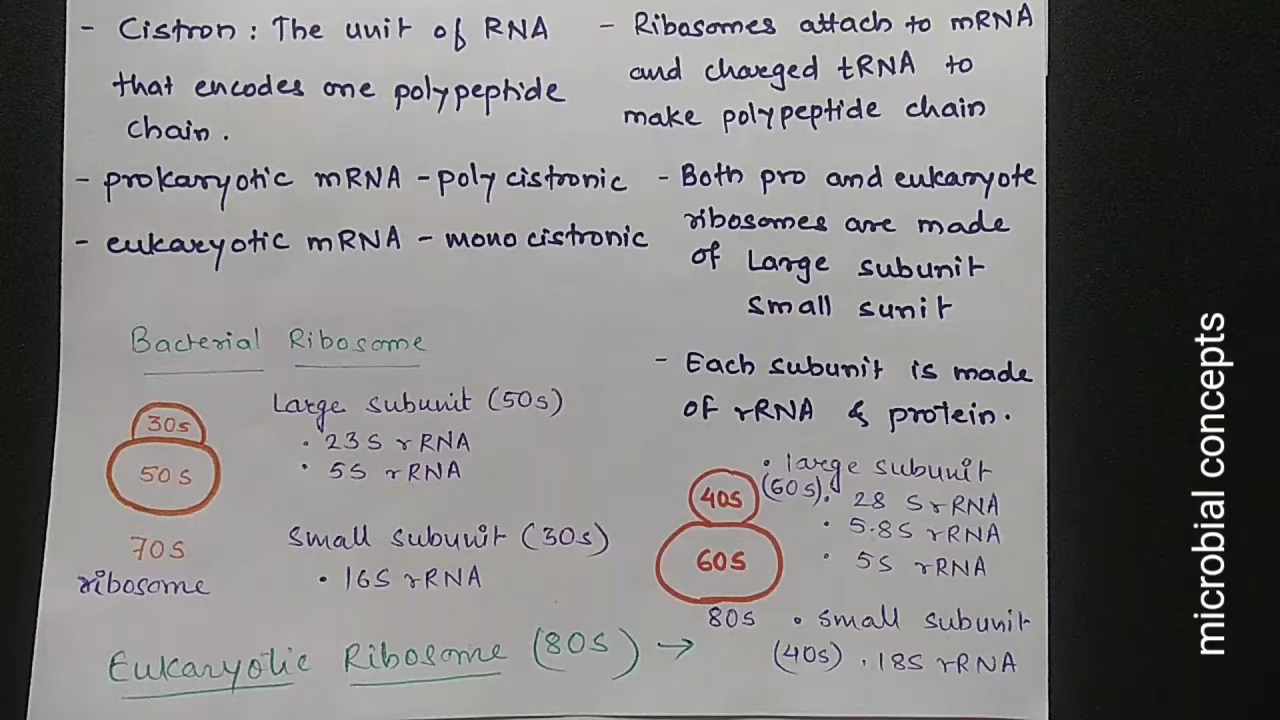 - Cistron : The unit of RNA
that encodes one polypeptide
chain.
- prokaryotic mRNA - poly cistronic
- eukaryotic mRNA - mono cistronic
- Ribosomes attach to mRNA
and charged tRNA to
make polypeptide chain
- Both pro and eukaryote
ribosomes are made
of Large subunit
small sunit
- Each subunit is made
of rRNA & protein.
Bacterial Ribosome
30s
50s
70s
ribosome
Large subunit (50s)
• 23S rRNA
• 5S rRNA
Small subunit (30s)
• 16S rRNA
Eukaryotic Ribosome (80s) →
40s
60s
80s
• large subunit
(60s). • 28 S rRNA
• 5.8S rRNA
• 5S rRNA
• small subunit
(40s) . 18S rRNA
microbial concepts